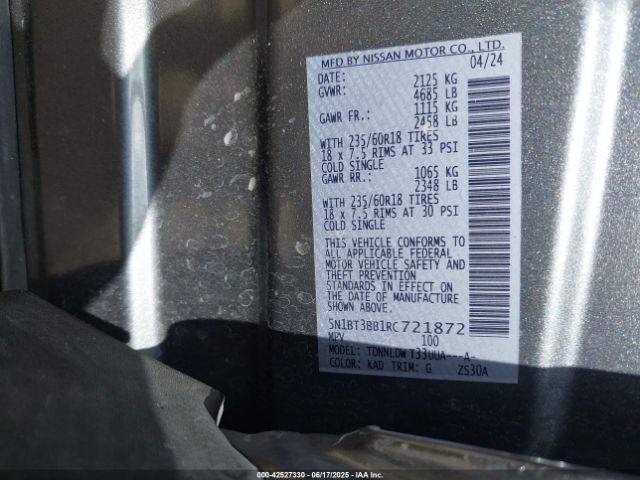 MFD BY NISSAN MOTOR CO., LTD.
DATE: 04/24
GVWR: 2125 KG
4685 LB
GAWR FR.: 1115 KG
2458 LB
WITH 235/60R18 TIRES
18 x 7.5 RIMS AT 33 PSI
COLD SINGLE
GAWR RR.: 1065 KG
2348 LB
WITH 235/60R18 TIRES
18 x 7.5 RIMS AT 30 PSI
COLD SINGLE
THIS VEHICLE CONFORMS TO
ALL APPLICABLE FEDERAL
MOTOR VEHICLE SAFETY AND
THEFT PREVENTION
STANDARDS IN EFFECT ON
THE DATE OF MANUFACTURE
SHOWN ABOVE.
5N1BT3BB1RC721872
MPV 100
MODEL: TDNNLDW T33UUA---A-
COLOR: KAD TRIM: G ZS30A
000-42527330 - 06/17/2025 - IAA Inc.